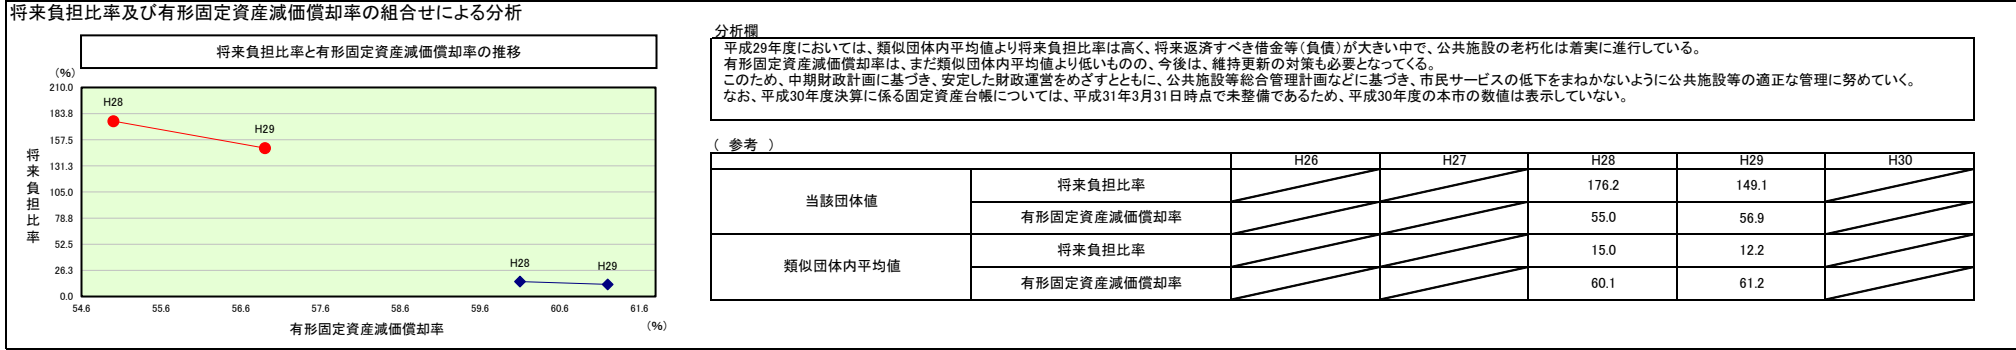 将来負担比率及び有形固定資産減価償却率の組合せによる分析
将来負担比率と有形固定資産減価償却率の推移
(%)
210.0
183.8
157.5
131.3
105.0
78.8
52.5
26.3
0.0
将来負担比率
H28
H29
H28
H29
54.6 55.6 56.6 57.6 58.6 59.6 60.6 61.6
有形固定資産減価償却率
(%)
分析欄
平成29年度においては、類似団体内平均値より将来負担比率は高く、将来返済すべき借金等(負債)が大きい中で、公共施設の老朽化は着実に進行している。
有形固定資産減価償却率は、まだ類似団体内平均値より低いものの、今後は、維持更新の対策も必要となってくる。
このため、中期財政計画に基づき、安定した財政運営をめざすとともに、公共施設等総合管理計画などに基づき、市民サービスの低下をまねかないように公共施設等の適正な管理に努めていく。
なお、平成30年度決算に係る固定資産台帳については、平成31年3月31日時点で未整備であるため、平成30年度の本市の数値は表示していない。
( 参考 )
H26 H27 H28 H29 H30
当該団体値
将来負担比率 176.2 149.1
有形固定資産減価償却率 55.0 56.9
類似団体内平均値
将来負担比率 15.0 12.2
有形固定資産減価償却率 60.1 61.2